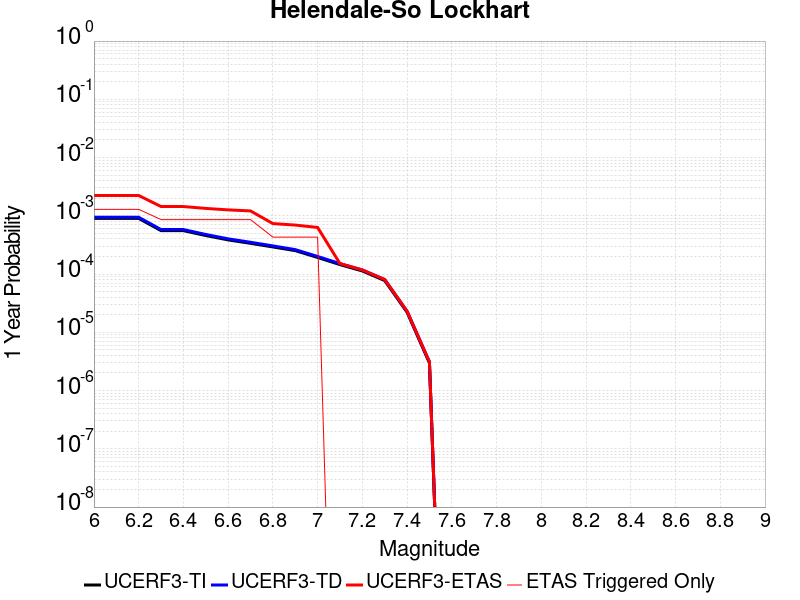 Helendale-So Lockhart
10^0
10^-1
10^-2
10^-3
10^-4
10^-5
10^-6
10^-7
10^-8
1 Year Probability
6 6.2 6.4 6.6 6.8 7 7.2 7.4 7.6 7.8 8 8.2 8.4 8.6 8.8 9
Magnitude
UCERF3-TI UCERF3-TD UCERF3-ETAS ETAS Triggered Only